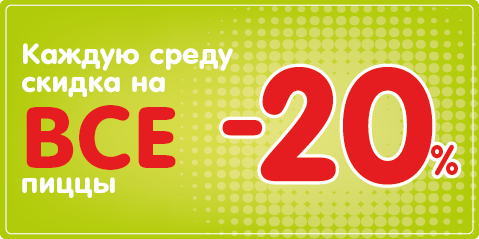 Каждую среду
скидка на
ВСЕ
пиццы
-20%